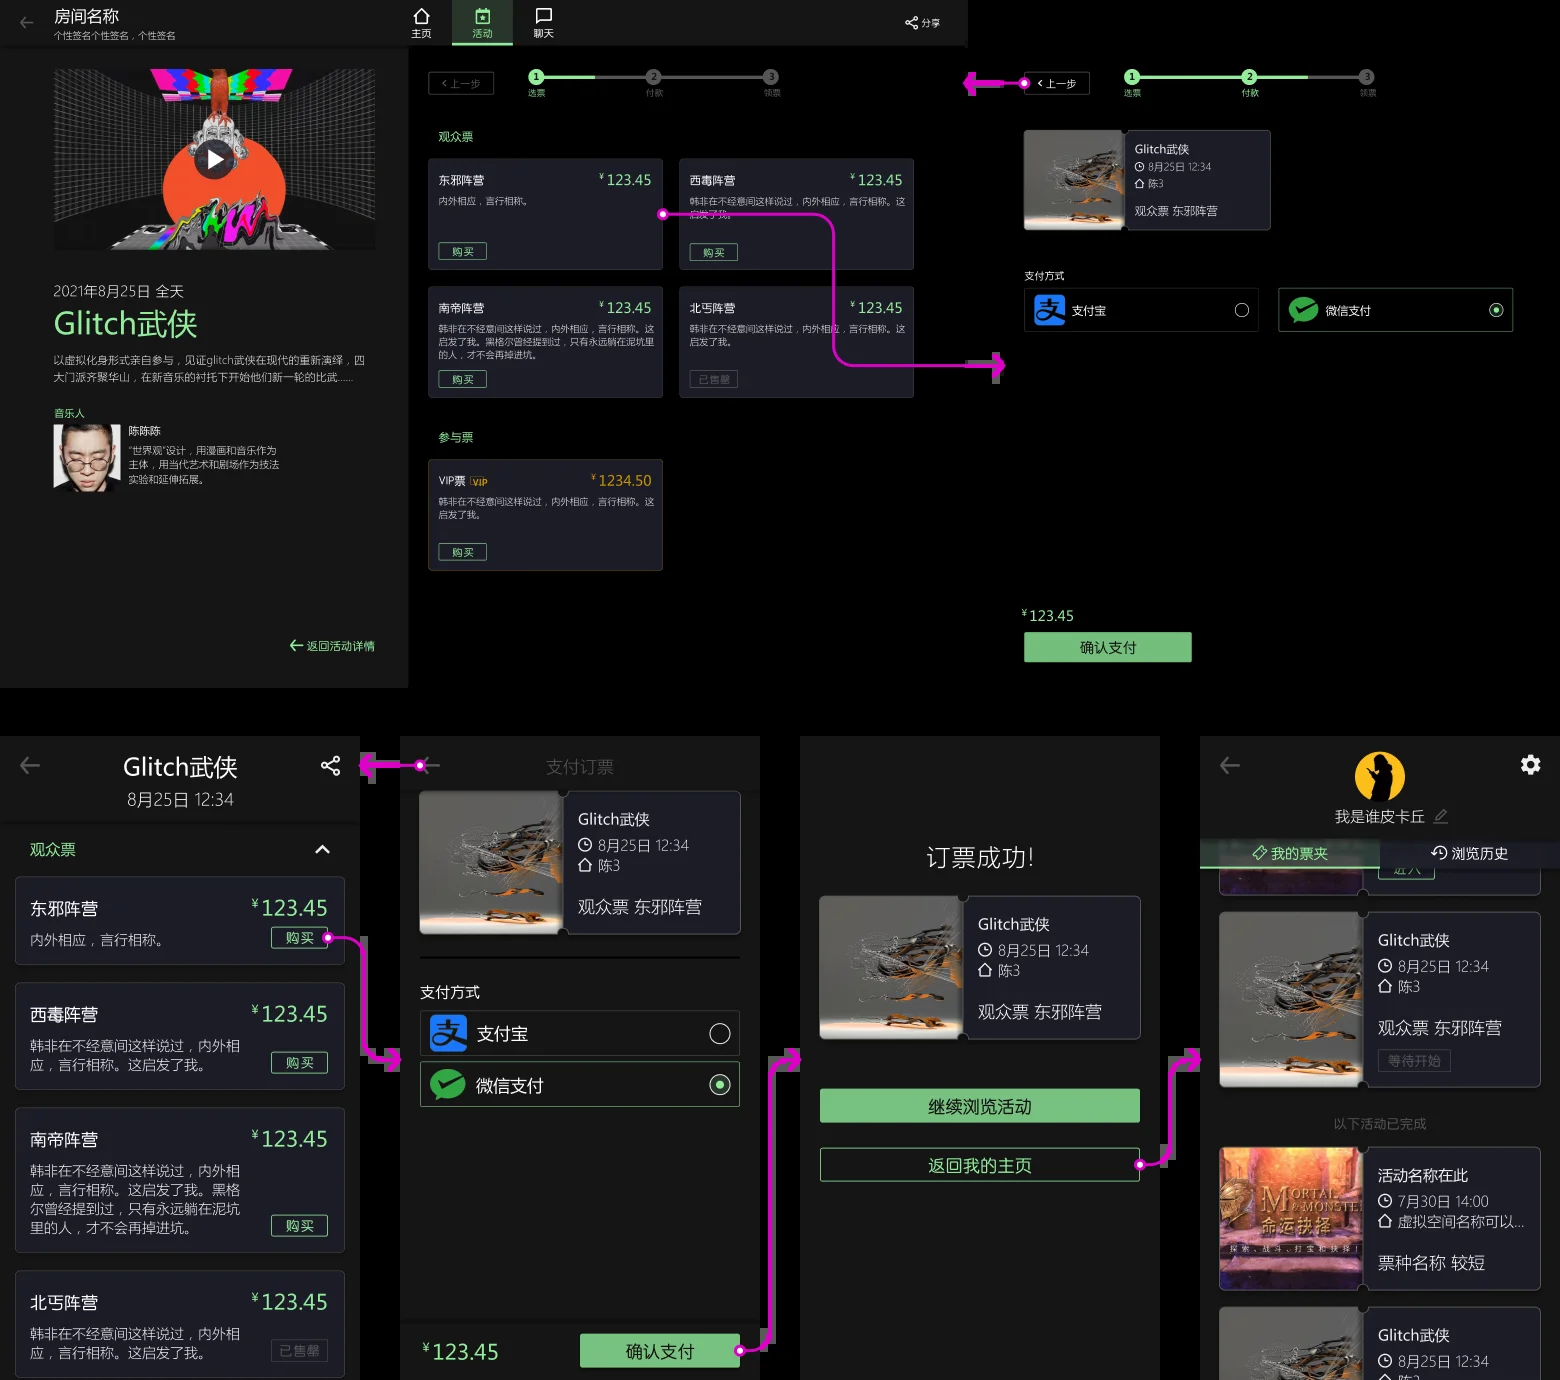 房间名称
个性签名个性签名，个性签名
主页
活动
聊天
分享
2021年8月25日 全天
Glitch武侠
以虚拟化身形式亲自参与，见证glitch武侠在现代的重新演绎，四
大门派齐聚华山，在新音乐的衬托下开始他们新一轮的比武......
音乐人
陈陈陈
“世界观”设计，用漫画和音乐作为
主体，用当代艺术和剧场作为技法
实验和延伸拓展。
返回活动详情
上一步
1
2
3
选票
付款
领票
观众票
东邪阵营
¥ 123.45
内外相应，言行相称。
购买
西毒阵营
¥ 123.45
韩非在不经意间这样说过，内外相应，言行相称。这
启发了我。
购买
南帝阵营
¥ 123.45
韩非在不经意间这样说过，内外相应，言行相称。这
启发了我。黑格尔曾经提到过，只有永远躺在泥坑里
的人，才不会再掉进坑。
购买
北丐阵营
¥ 123.45
韩非在不经意间这样说过，内外相应，言行相称。这
启发了我。
已售罄
参与票
VIP票 VIP
¥ 1234.50
韩非在不经意间这样说过，内外相应，言行相称。这
启发了我。
购买
上一步
1
2
3
选票
付款
领票
Glitch武侠
8月25日 12:34
陈3
观众票 东邪阵营
支付方式
支付宝
微信支付
¥ 123.45
确认支付
Glitch武侠
8月25日 12:34
观众票
东邪阵营
¥ 123.45
内外相应，言行相称。
购买
西毒阵营
¥ 123.45
韩非在不经意间这样说过，内外相
应，言行相称。这启发了我。
购买
南帝阵营
¥ 123.45
韩非在不经意间这样说过，内外相
应，言行相称。这启发了我。黑格
尔曾经提到过，只有永远躺在泥坑
里的人，才不会再掉进坑。
购买
北丐阵营
¥ 123.45
韩非在不经意间这样说过，内外相
应，言行相称。这启发了我。
已售罄
支付订票
Glitch武侠
8月25日 12:34
陈3
观众票 东邪阵营
支付方式
支付宝
微信支付
¥ 123.45
确认支付
订票成功!
Glitch武侠
8月25日 12:34
陈3
观众票 东邪阵营
继续浏览活动
返回我的主页
我是谁皮卡丘
我的票夹
浏览历史
进入
Glitch武侠
8月25日 12:34
陈3
观众票 东邪阵营
等待开始
以下活动已完成
MORTAL
& MONSTE
命运抉择
探索、战斗、打宝和抉择！
活动名称在此
7月30日 14:00
虚拟空间名称可以...
票种名称 较短
Glitch武侠
8月25日 12:34
陈3